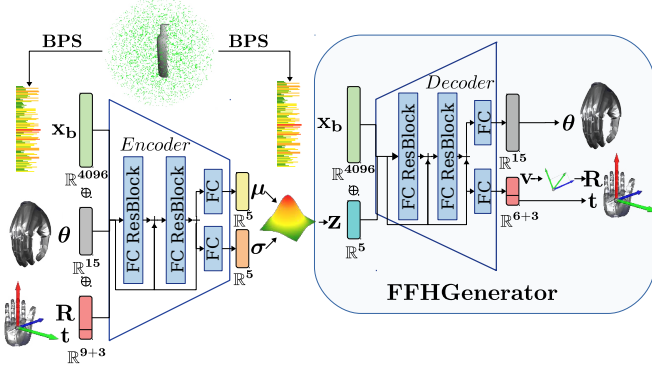 BPS
BPS
x_b
ℝ^4096
⊕
θ
ℝ^15
⊕
R
t
ℝ^9+3
Encoder
FC ResBlock
FC ResBlock
FC
FC
μ
ℝ^5
σ
ℝ^5
x_b
ℝ^4096
⊕
z
ℝ^5
Decoder
FC ResBlock
FC ResBlock
FC
FC
ℝ^15
θ
ℝ^6+3
v
R
t
FFHGenerator